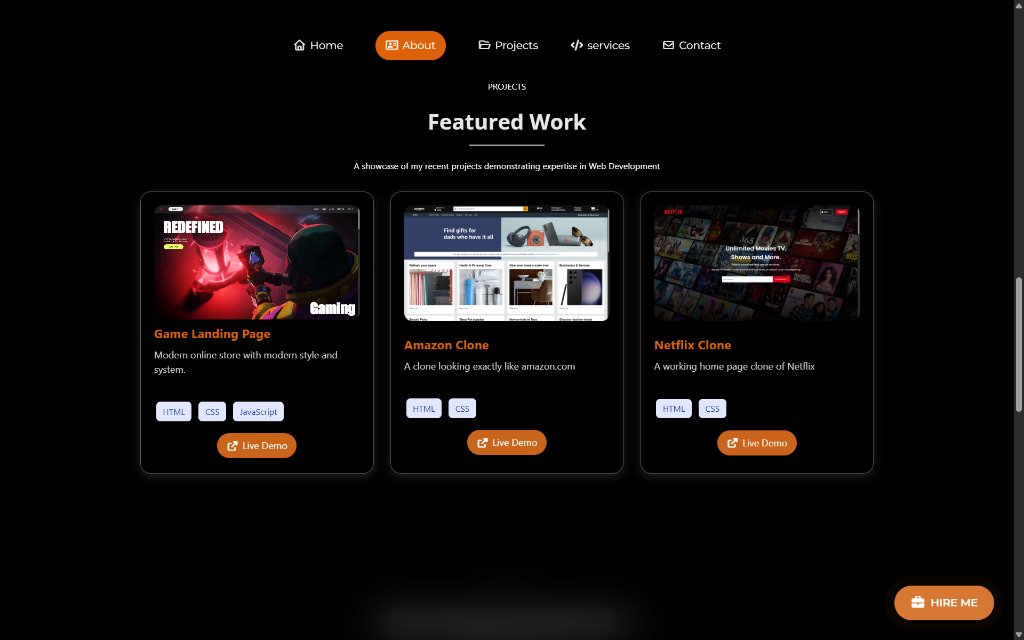 Home
About
Projects
services
Contact
PROJECTS
Featured Work
A showcase of my recent projects demonstrating expertise in Web Development
REDEFINED
Gaming
Game Landing Page
Modern online store with modern style and
system.
HTML
CSS
JavaScript
Live Demo
Find gifts for
dads who have it all
Amazon Clone
A clone looking exactly like amazon.com
HTML
CSS
Live Demo
NETFLIX
Unlimited Movies TV,
Shows and More.
Netflix Clone
A working home page clone of Netflix
HTML
CSS
Live Demo
HIRE ME